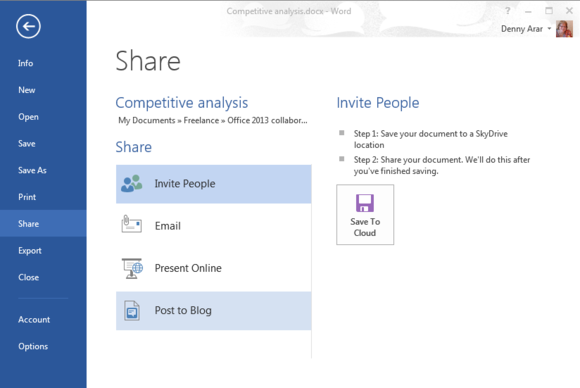 Competitive analysis.docx - Word
?
Denny Arar
Info
New
Open
Save
Save As
Print
Share
Export
Close
Account
Options
Share
Competitive analysis
My Documents » Freelance » Office 2013 collabor...
Share
Invite People
Email
Present Online
Post to Blog
Invite People
Step 1: Save your document to a SkyDrive
location
Step 2: Share your document. We'll do this after
you've finished saving.
Save To
Cloud